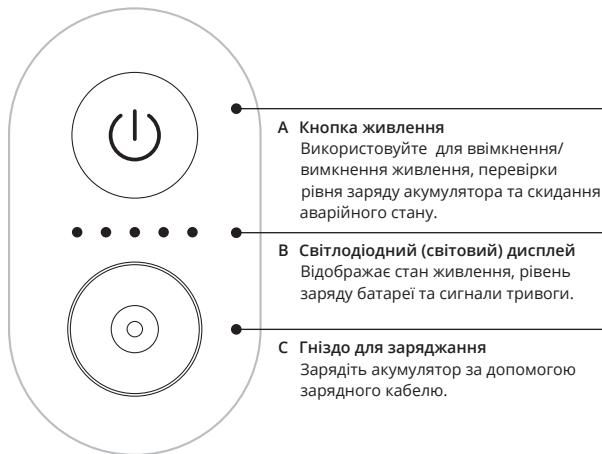 A Кнопка живлення
Використовуйте для ввімкнення/
вимкнення живлення, перевірки
рівня заряду акумулятора та скидання
аварійного стану.
B Світлодіодний (світовий) дисплей
Відображає стан живлення, рівень
заряду батареї та сигнали тривоги.
C Гніздо для заряджання
Зарядіть акумулятор за допомогою
зарядного кабелю.